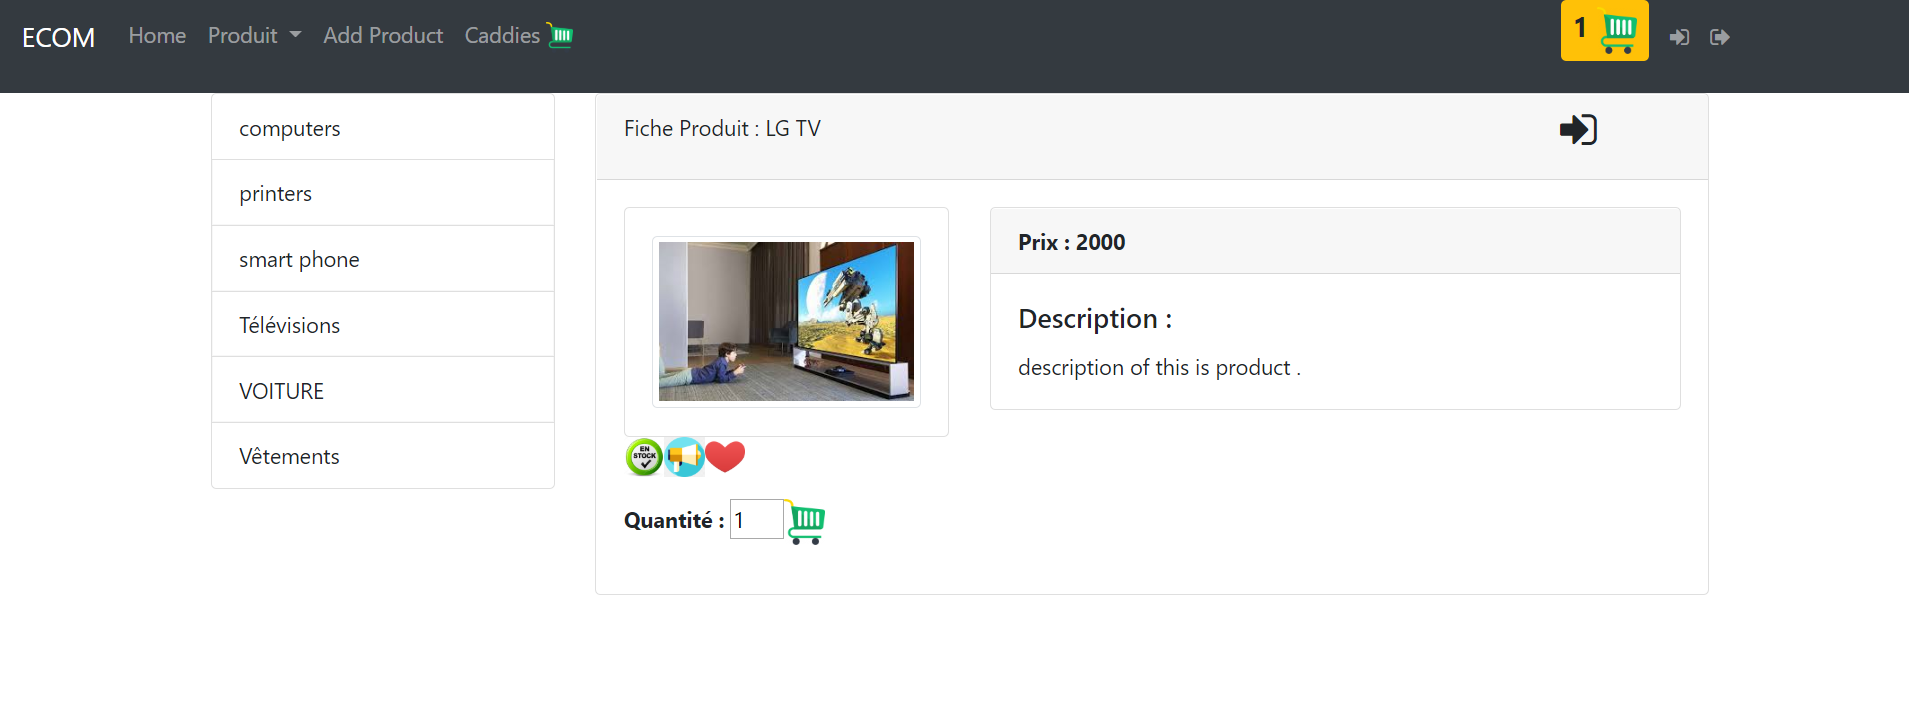 ECOM Home Produit Add Product Caddies 1
computers
printers
smart phone
Télévisions
VOITURE
Vêtements
Fiche Produit : LG TV
Prix : 2000
Description :
description of this is product .
EN
STOCK
Quantité : 1